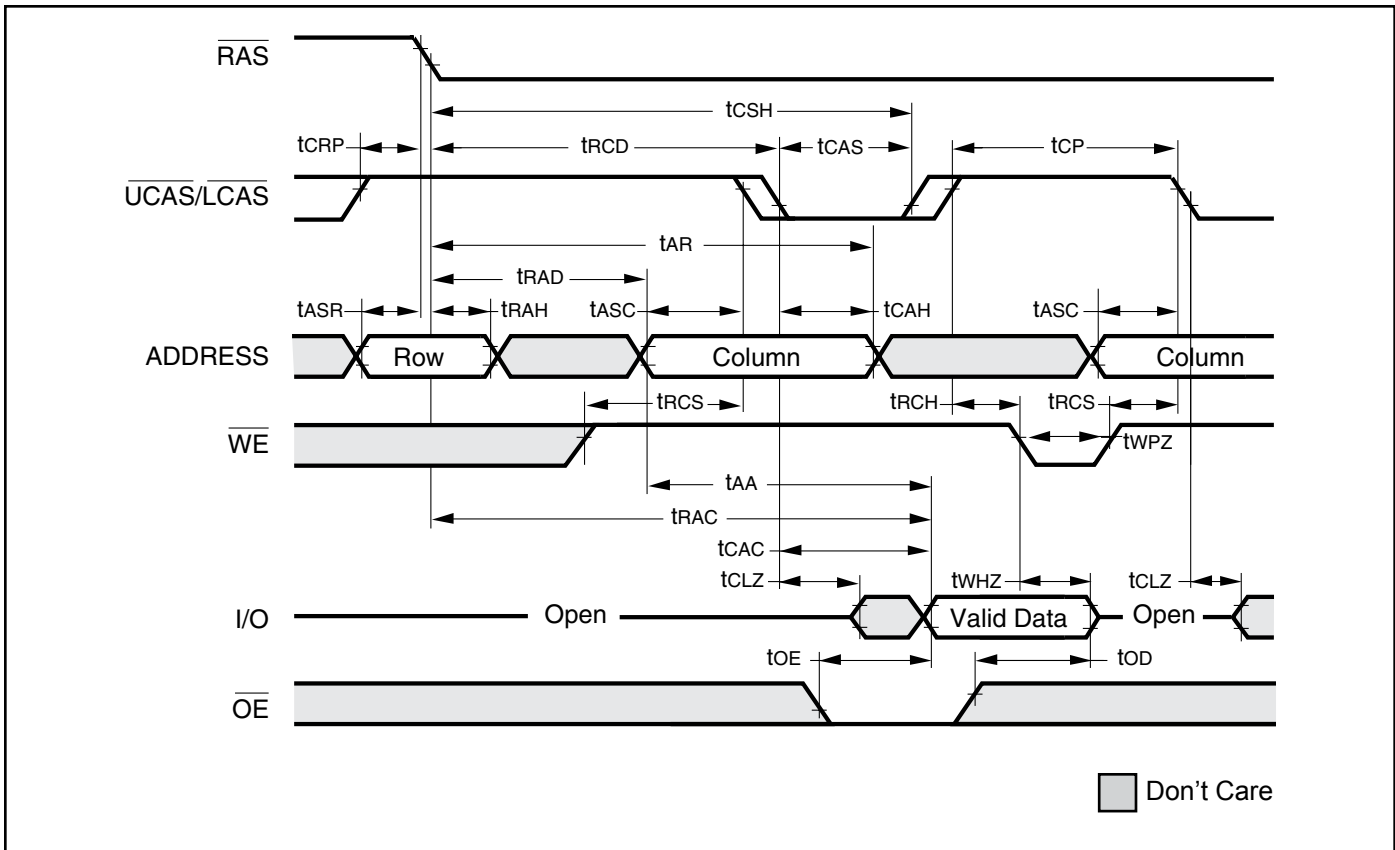 RAS
tCSH
tCRP
tRCD
tCAS
tCP
UCAS/LCAS
tAR
tRAD
tASR
tRAH
tASC
tCAH
tASC
ADDRESS
Row
Column
Column
tRCS
tRCH
tRCS
WE
tWPZ
tAA
tRAC
tCAC
tCLZ
tWHZ
tCLZ
I/O
Open
Valid Data
Open
tOE
tOD
OE
Don't Care